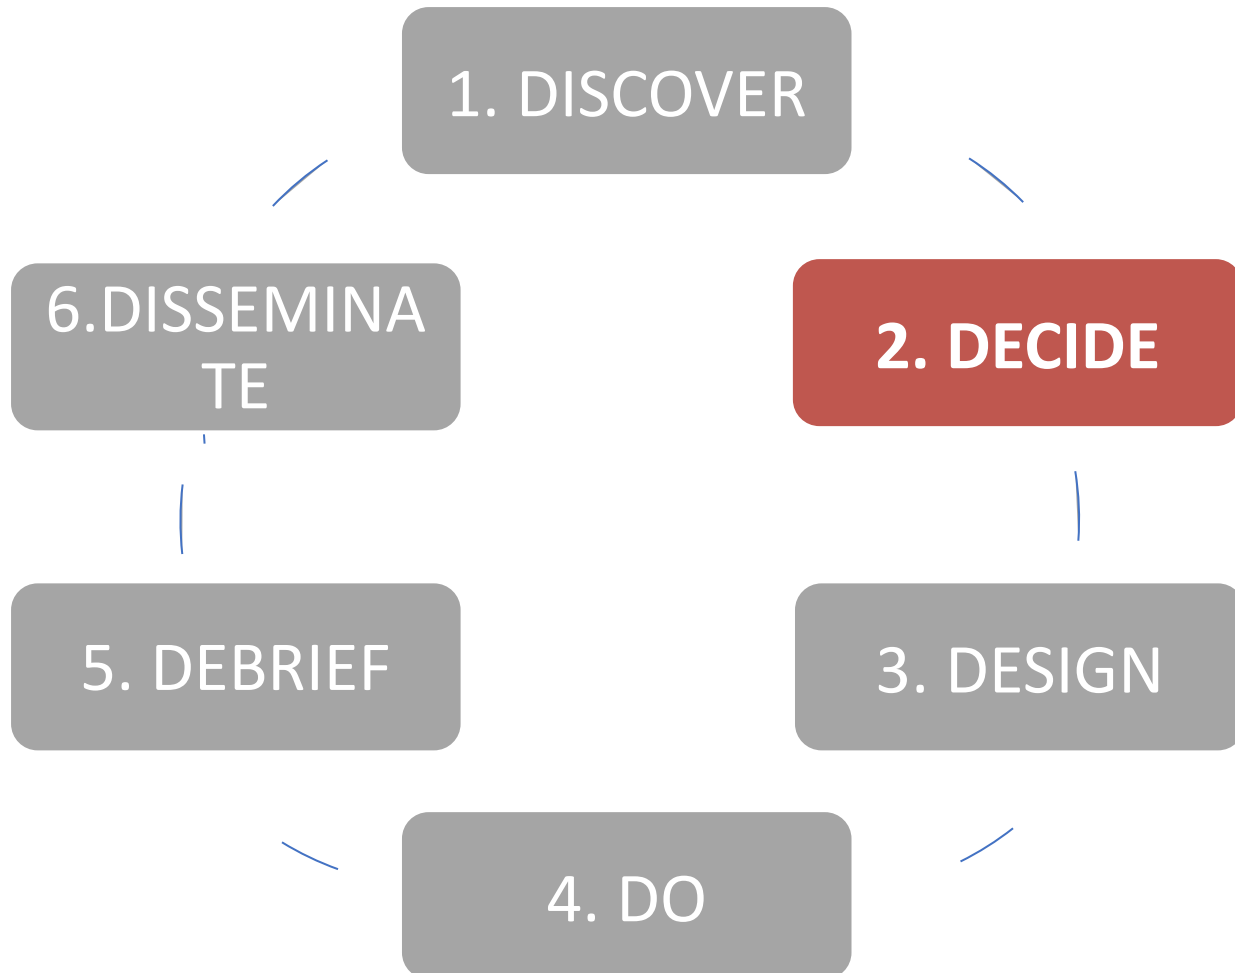 1. DISCOVER
2. DECIDE
3. DESIGN
4. DO
5. DEBRIEF
6.DISSEMINA
TE